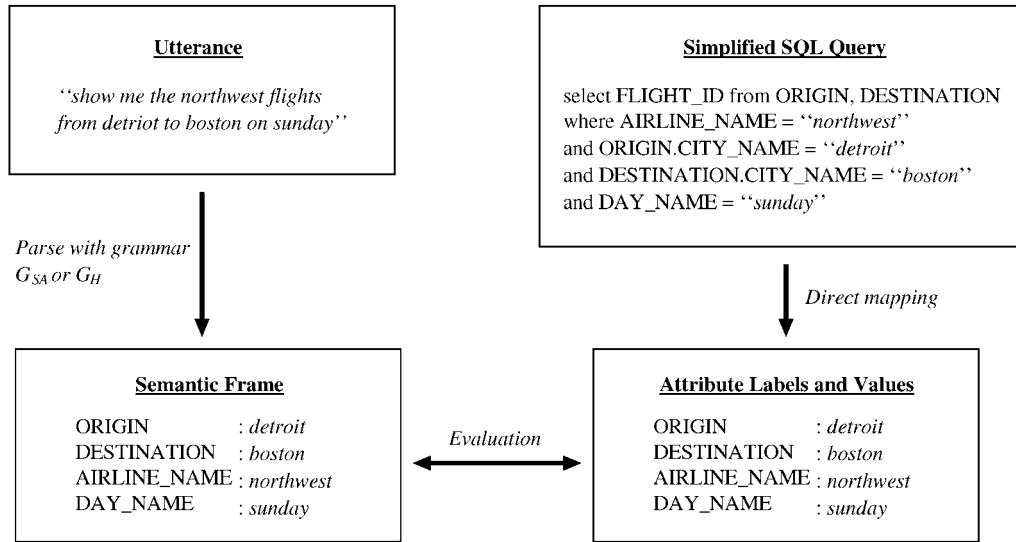 Utterance
‘‘show me the northwest flights
from detriot to boston on sunday’’
Simplified SQL Query
select FLIGHT_ID from ORIGIN, DESTINATION
where AIRLINE_NAME = ‘‘northwest’’
and ORIGIN.CITY_NAME = ‘‘detroit’’
and DESTINATION.CITY_NAME = ‘‘boston’’
and DAY_NAME = ‘‘sunday’’
Parse with grammar
GSA or GH
Direct mapping
Semantic Frame
ORIGIN : detroit
DESTINATION : boston
AIRLINE_NAME : northwest
DAY_NAME : sunday
Evaluation
Attribute Labels and Values
ORIGIN : detroit
DESTINATION : boston
AIRLINE_NAME : northwest
DAY_NAME : sunday